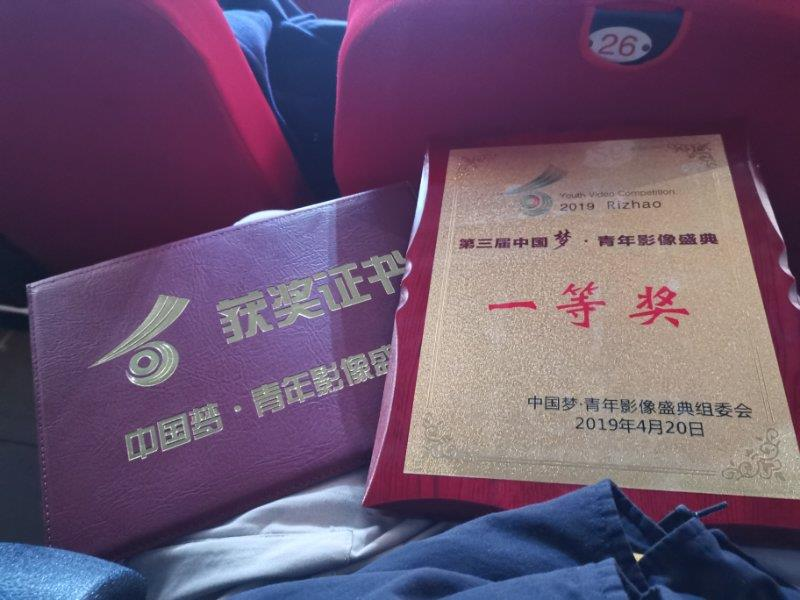 26
获奖证书
中国梦·青年影像盛
Youth Video Competition
2019 Rizhao
第三届中国梦·青年影像盛典
一等奖
中国梦·青年影像盛典组委会
2019年4月20日